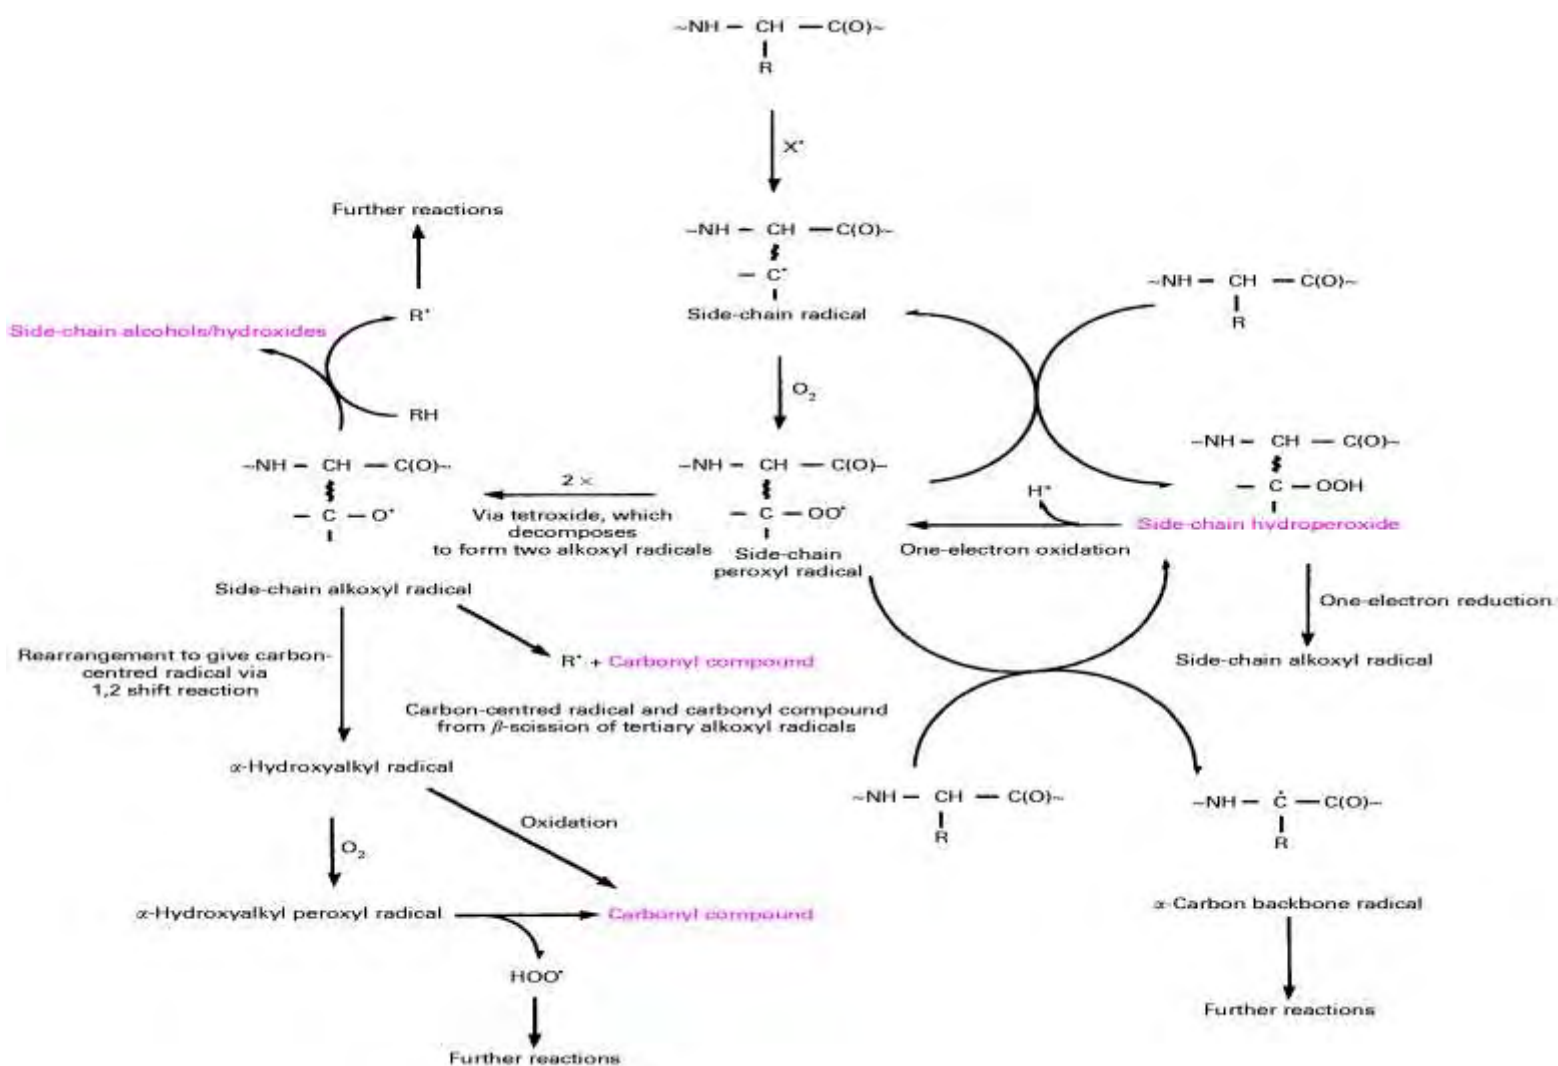 ~NH – CH – C(O)~
R
X•
~NH – CH – C(O)~
– C•
Side-chain radical
O₂
Further reactions
R•
Side-chain alcohols/hydroxides
RH
~NH – CH – C(O)~
– C – O•
Side-chain alkoxyl radical
2 ×
Via tetroxide, which
decomposes
to form two alkoxyl radicals
~NH – CH – C(O)~
– C – OO•
Side-chain
peroxyl radical
~NH – CH – C(O)~
R
~NH – CH – C(O)~
– C – OOH
Side-chain hydroperoxide
H⁺
One-electron oxidation
One-electron reduction
Side-chain alkoxyl radical
Rearrangement to give carbon-
centred radical via
1,2 shift reaction
R• + Carbonyl compound
Carbon-centred radical and carbonyl compound
from β-scission of tertiary alkoxyl radicals
α-Hydroxyalkyl radical
Oxidation
O₂
α-Hydroxyalkyl peroxyl radical
Carbonyl compound
HOO•
Further reactions
~NH – CH – C(O)~
R
~NH – Ċ – C(O)~
R
α-Carbon backbone radical
Further reactions